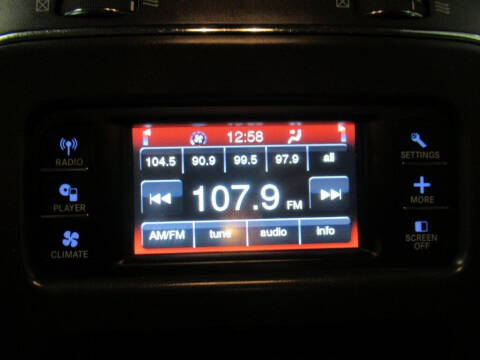 12:58
104.5 90.9 99.5 97.9 all
107.9 FM
AM/FM tune audio info
RADIO
PLAYER
CLIMATE
SETTINGS
MORE
SCREEN
OFF